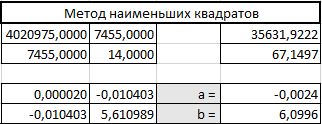 Метод наименьших квадратов
4020975,0000 7455,0000 35631,9222
7455,0000 14,0000 67,1497
0,000020 -0,010403 a = -0,0024
-0,010403 5,610989 b = 6,0996